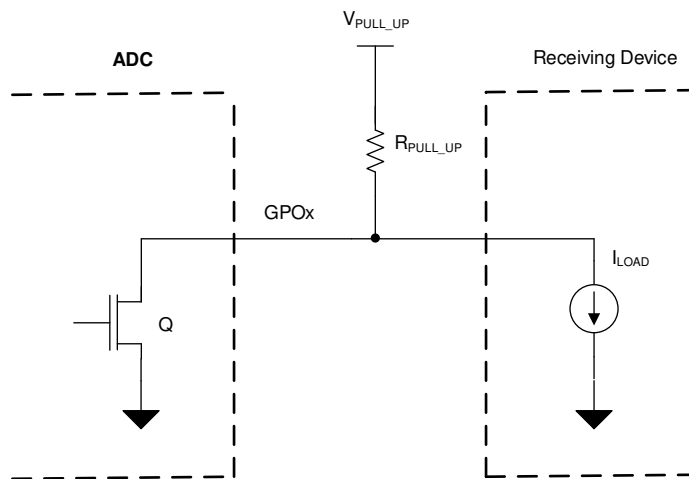 V_PULL_UP
ADC
Receiving Device
R_PULL_UP
GPOx
I_LOAD
Q